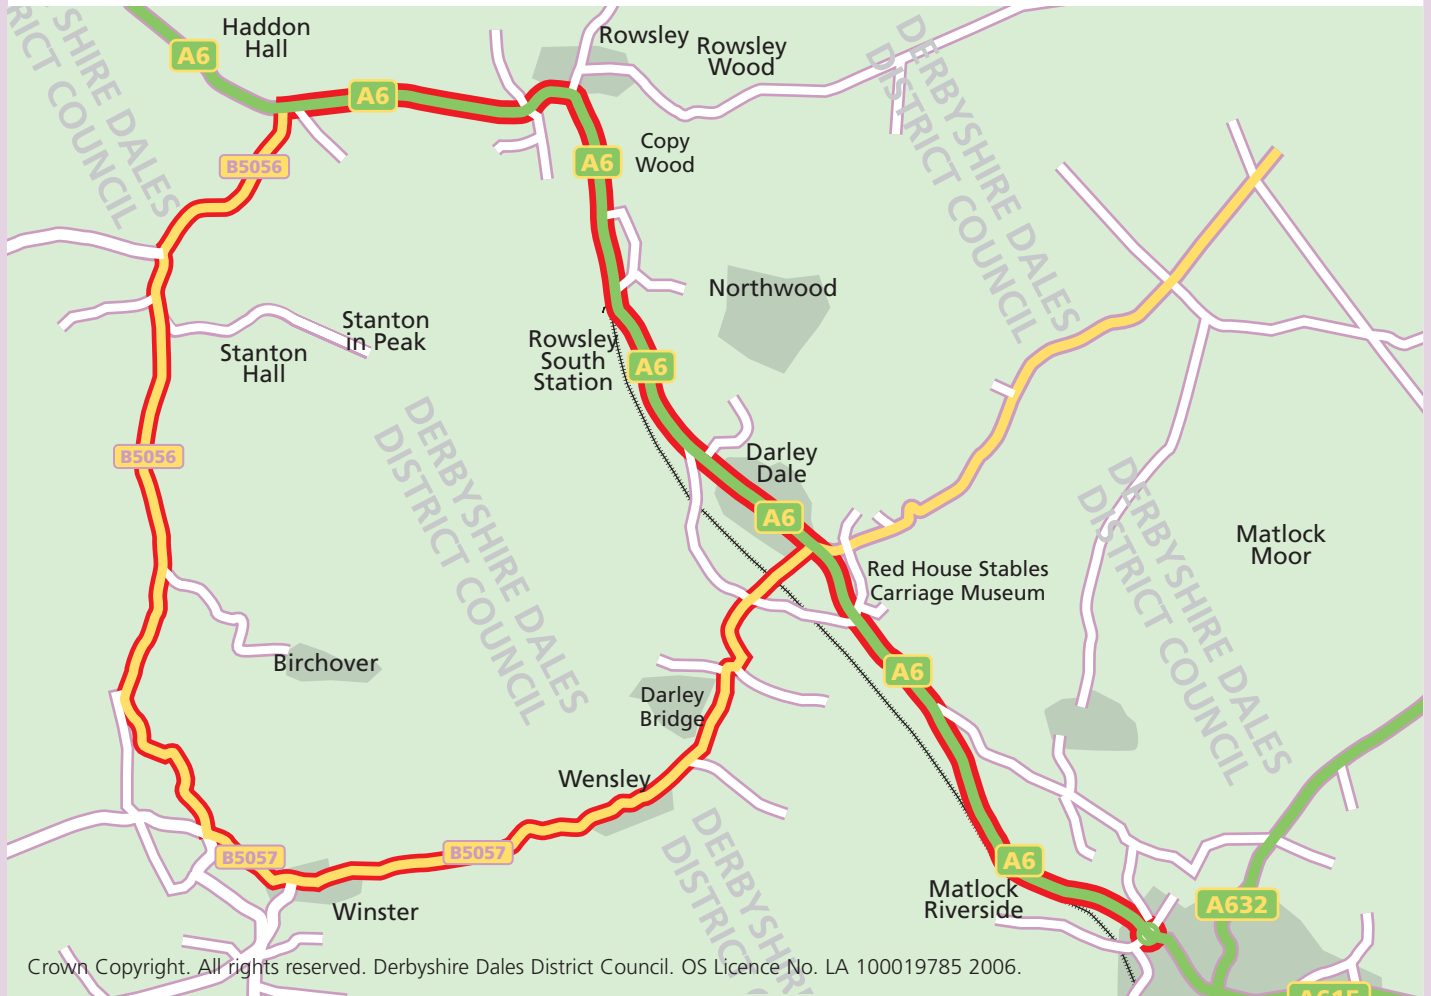 Haddon
Hall
A6
Rowsley
Rowsley
Wood
A6
DERBYSHIRE DALES
DISTRICT COUNCIL
SHIRE DALES
RICT COUNCIL
Copy
Wood
A6
B5056
Northwood
Stanton
in Peak
Stanton
Hall
Rowsley
South
Station
A6
DERBYSHIRE DALES
DISTRICT COUNCIL
B5056
Darley
Dale
A6
DERBYSHIRE DALES
DISTRICT COUNCIL
Matlock
Moor
Red House Stables
Carriage Museum
Birchover
A6
Darley
Bridge
Wensley
DERBYSHIRE
DISTRICT C
B5057
B5057
A6
Matlock
Riverside
A632
Winster
Crown Copyright. All rights reserved. Derbyshire Dales District Council. OS Licence No. LA 100019785 2006.
A615